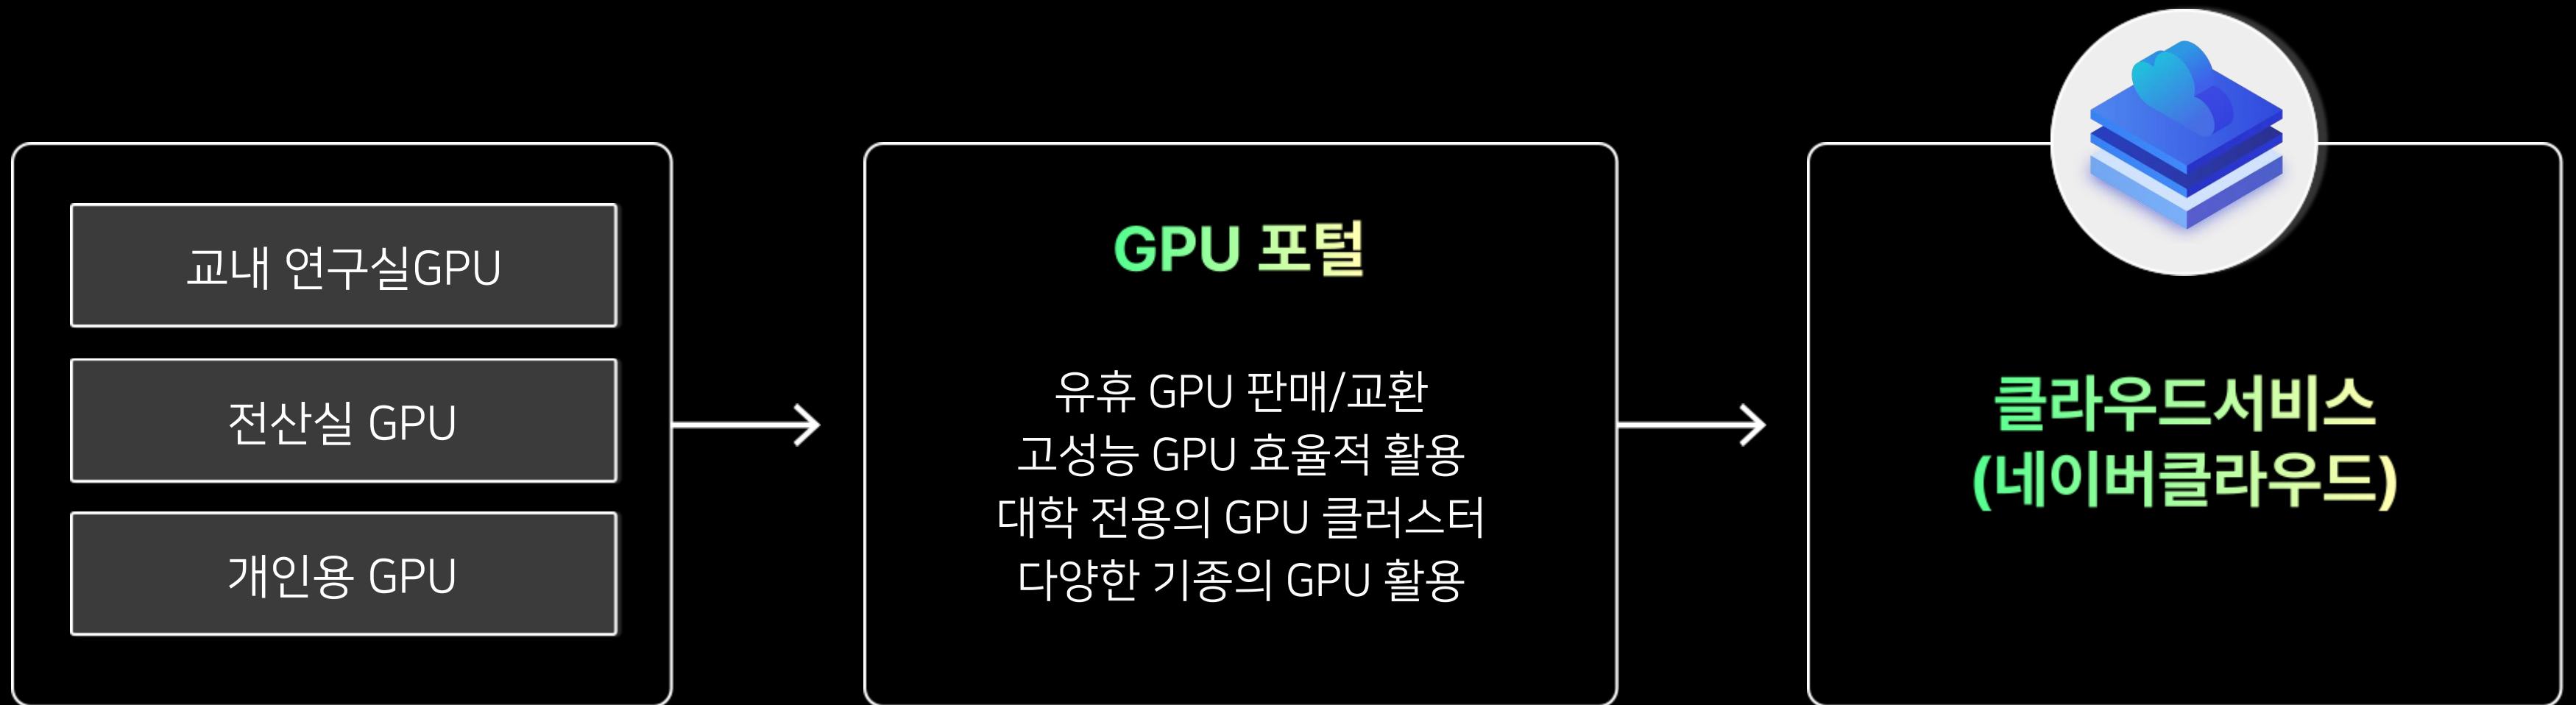 교내 연구실GPU
전산실 GPU
개인용 GPU
GPU 포털
유휴 GPU 판매/교환
고성능 GPU 효율적 활용
대학 전용의 GPU 클러스터
다양한 기종의 GPU 활용
클라우드서비스
(네이버클라우드)